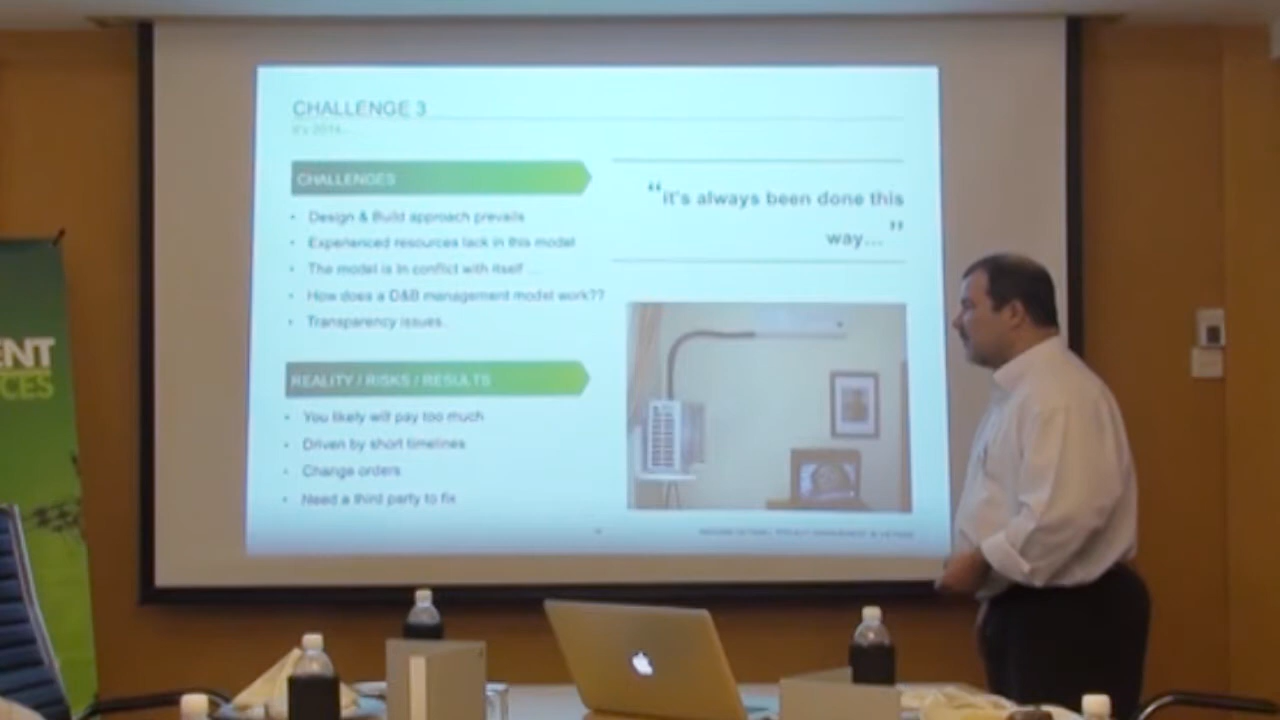 CHALLENGE 3
It's 2014...
CHALLENGES
• Design & Build approach prevails
• Experienced resources lack in this model
• The model is In conflict with itself ...
• How does a D&B management model work??
• Transparency issues
REALITY / RISKS / RESULTS
• You likely will pay too much
• Driven by short timelines
• Change orders
• Need a third party to fix
“it's always been done this
way... ”
ENT
CES